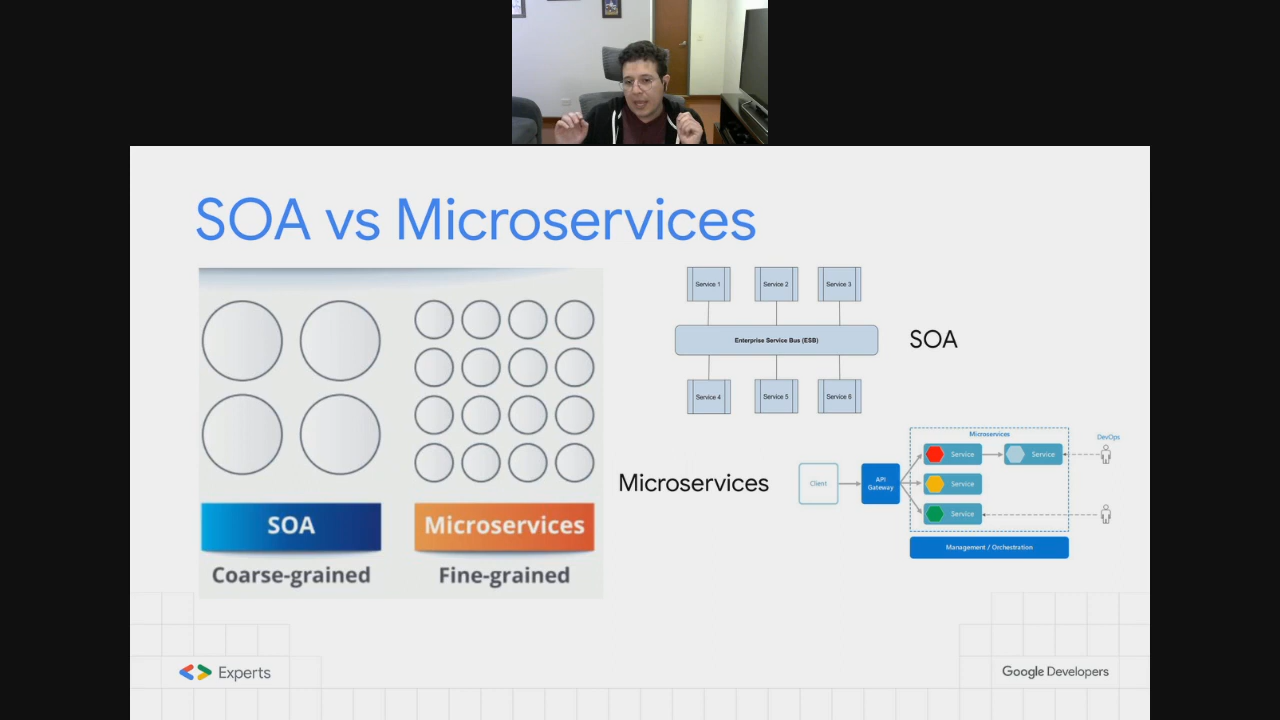 SOA vs Microservices
SOA
Coarse-grained
Microservices
Fine-grained
Service 1
Service 2
Service 3
Enterprise Service Bus (ESB)
Service 4
Service 5
Service 6
SOA
Microservices
Client
API
Gateway
Microservices
Service
Service
Service
Service
DevOps
Management / Orchestration
Experts
Google Developers